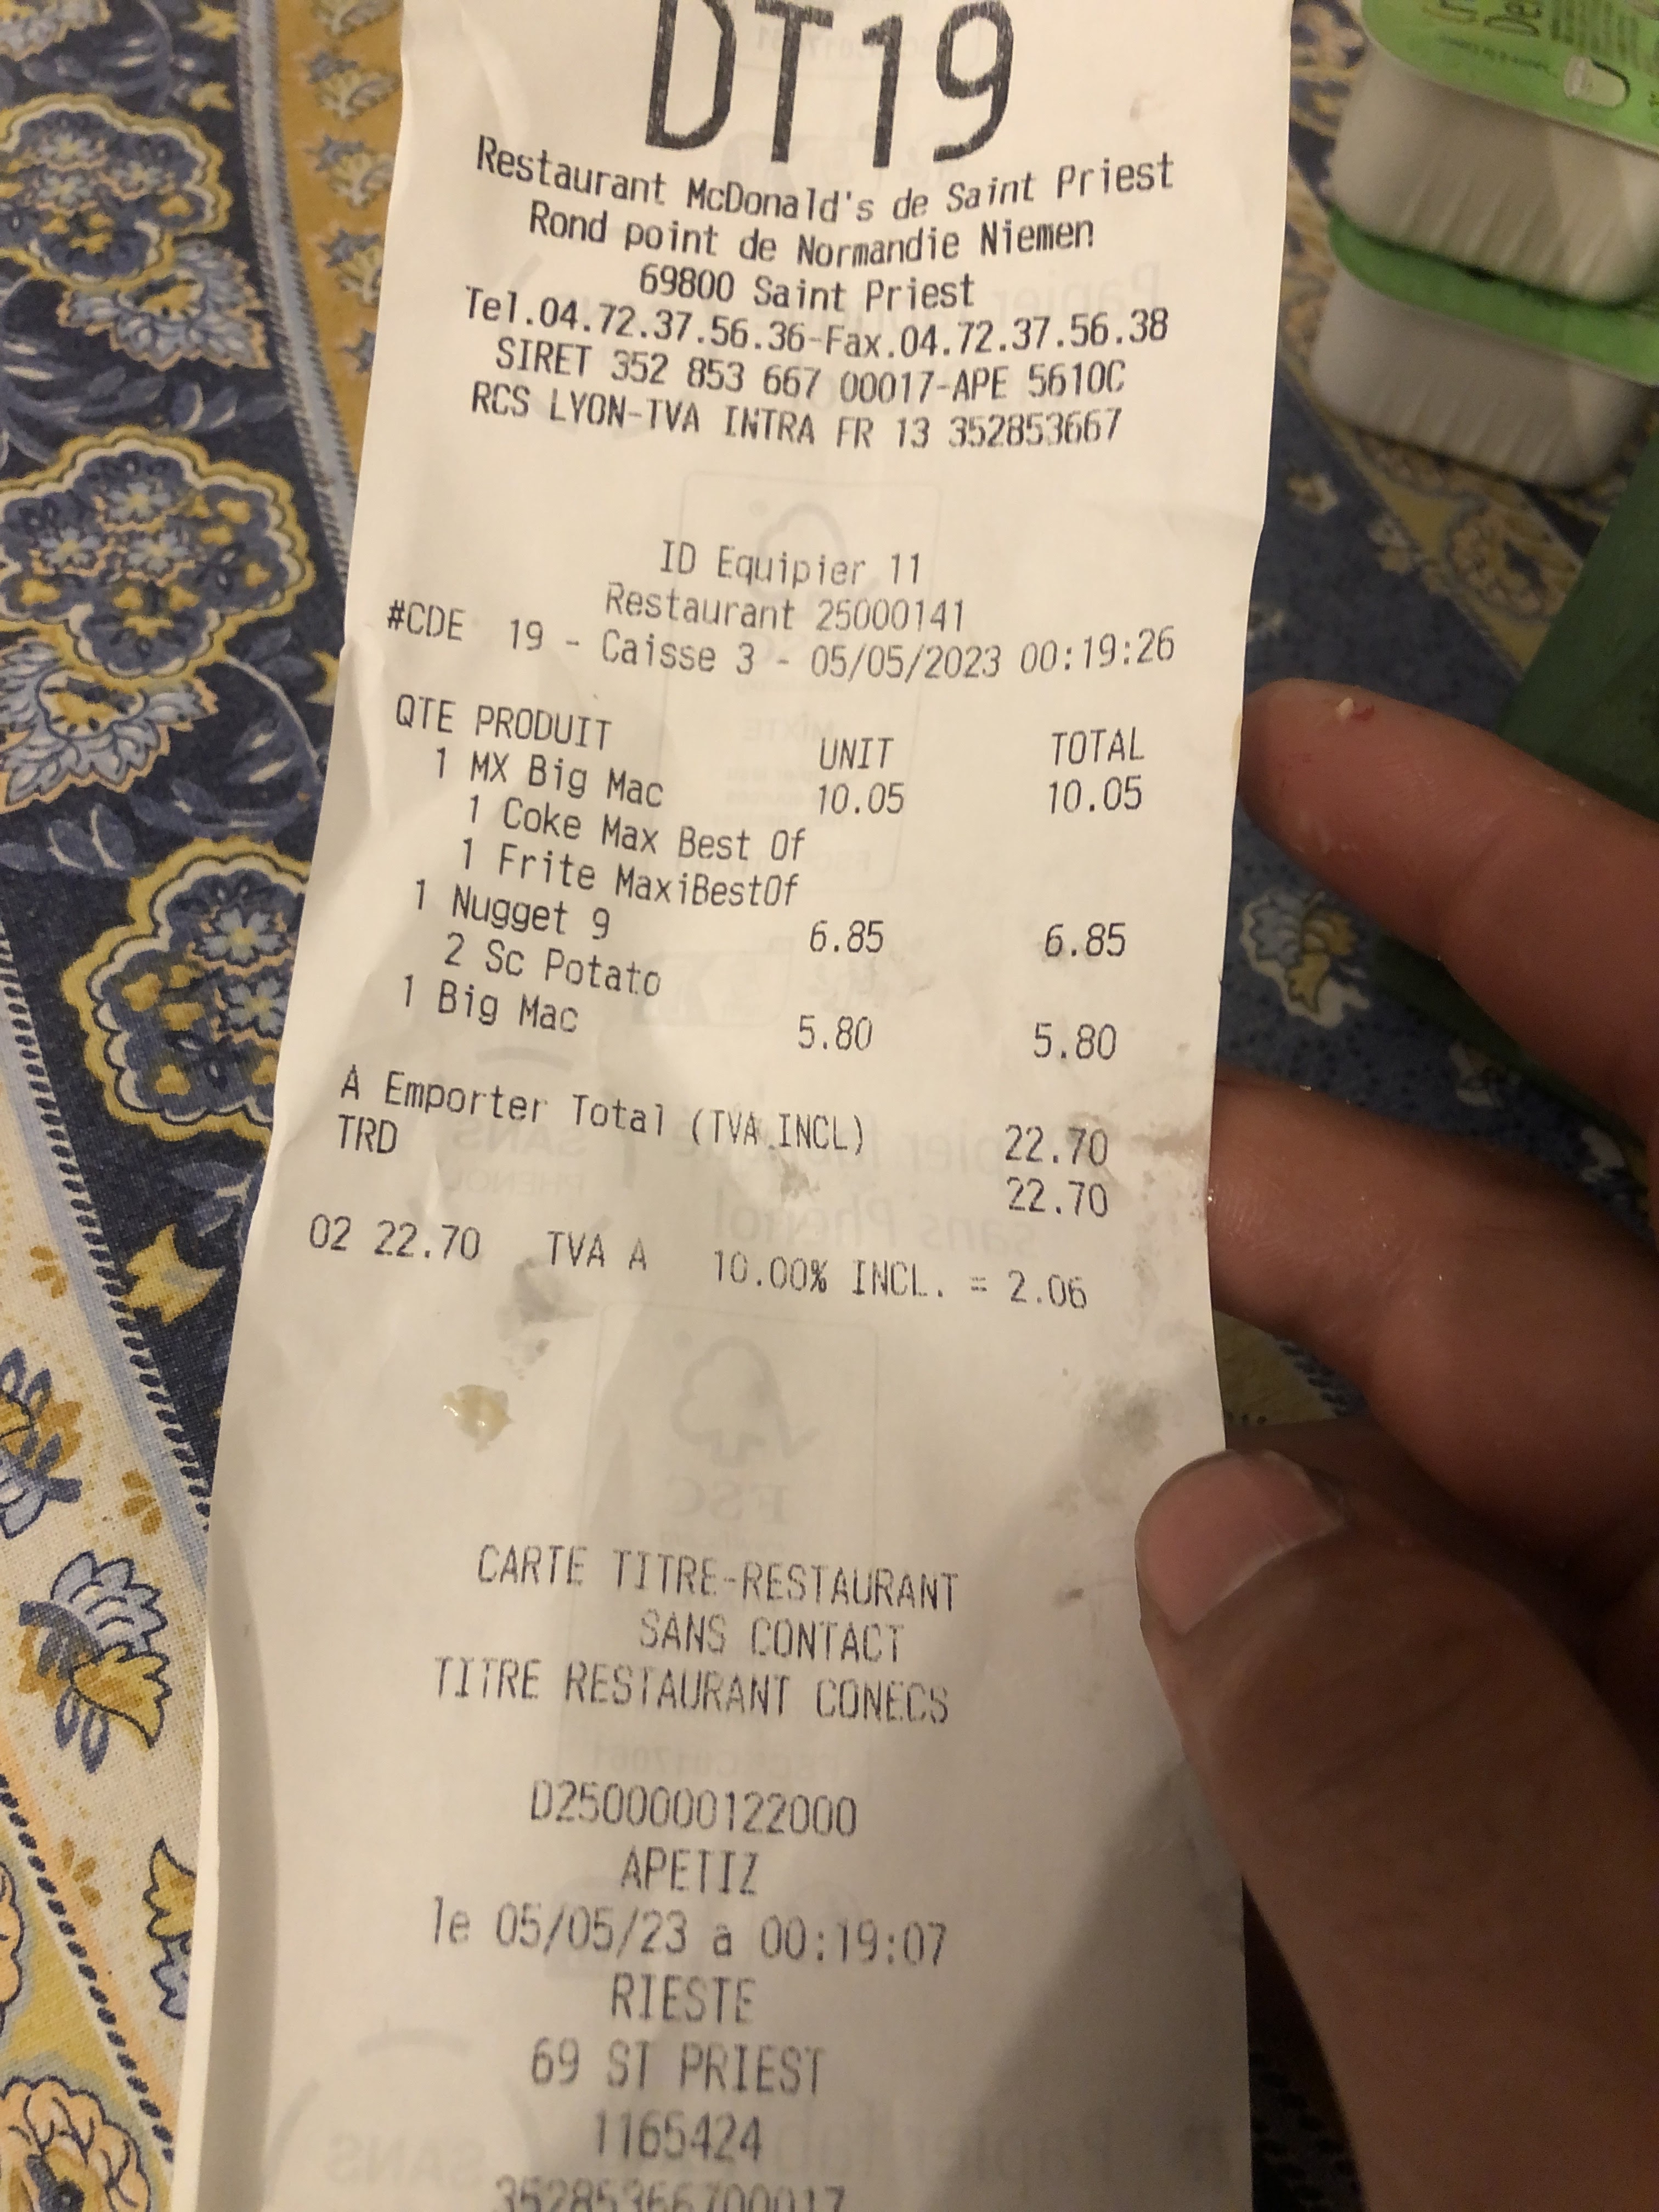 DT19
Restaurant McDonald's de Saint Priest
Rond point de Normandie Niemen
69800 Saint Priest
Tel.04.72.37.56.36-Fax.04.72.37.56.38
SIRET 352 853 667 00017-APE 5610C
RCS LYON-TVA INTRA FR 13 352853667
ID Equipier 11
Restaurant 25000141
#CDE 19 - Caisse 3 - 05/05/2023 00:19:26
QTE PRODUIT UNIT TOTAL
1 MX Big Mac 10.05 10.05
1 Coke Max Best Of
1 Frite MaxiBestOf
1 Nugget 9 6.85 6.85
2 Sc Potato
1 Big Mac 5.80 5.80
A Emporter Total (TVA INCL) 22.70
TRD 22.70
02 22.70 TVA A 10.00% INCL. = 2.06
CARTE TITRE-RESTAURANT
SANS CONTACT
TITRE RESTAURANT CONECS
D2500000122000
APETIZ
le 05/05/23 a 00:19:07
RIESTE
69 ST PRIEST
1165424
35285366700017